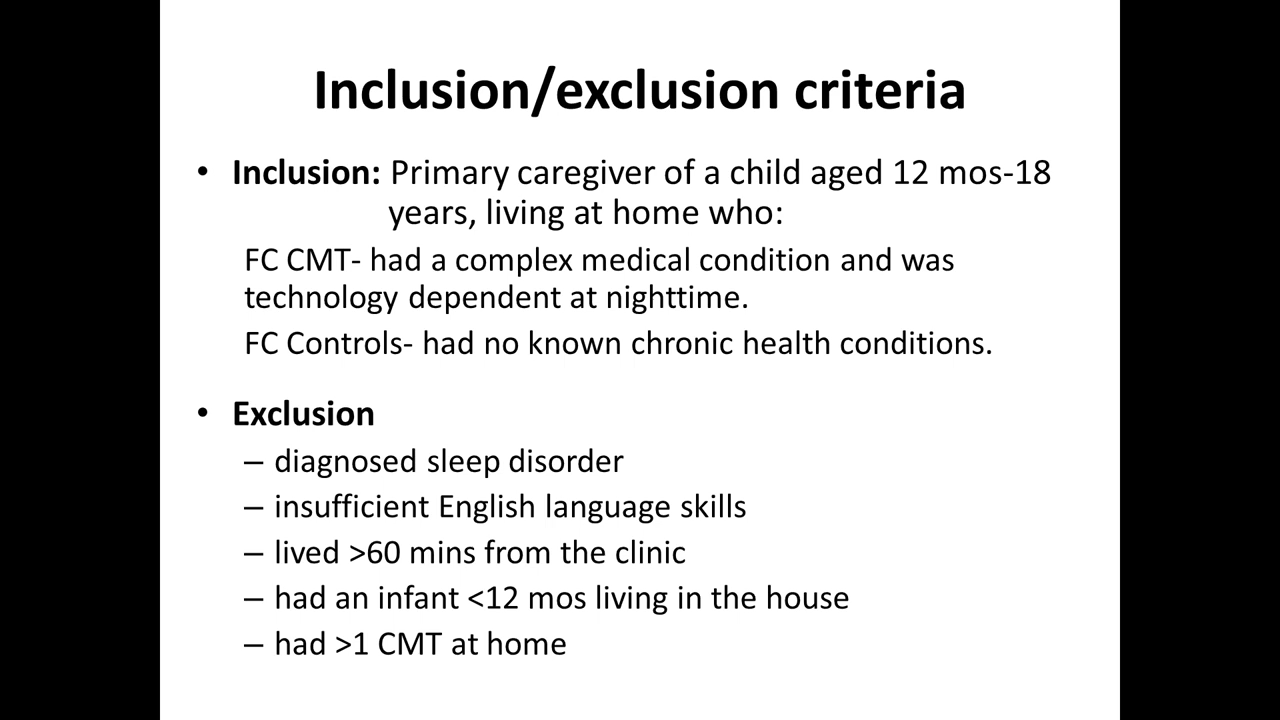 Inclusion/exclusion criteria
• Inclusion: Primary caregiver of a child aged 12 mos-18
years, living at home who:
FC CMT- had a complex medical condition and was
technology dependent at nighttime.
FC Controls- had no known chronic health conditions.
• Exclusion
– diagnosed sleep disorder
– insufficient English language skills
– lived >60 mins from the clinic
– had an infant <12 mos living in the house
– had >1 CMT at home